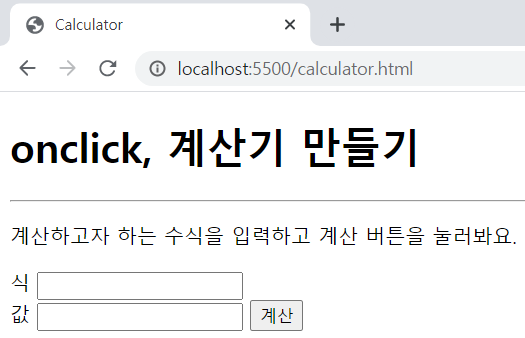 Calculator
localhost:5500/calculator.html
onclick, 계산기 만들기
계산하고자 하는 수식을 입력하고 계산 버튼을 눌러봐요.
식
값 계산